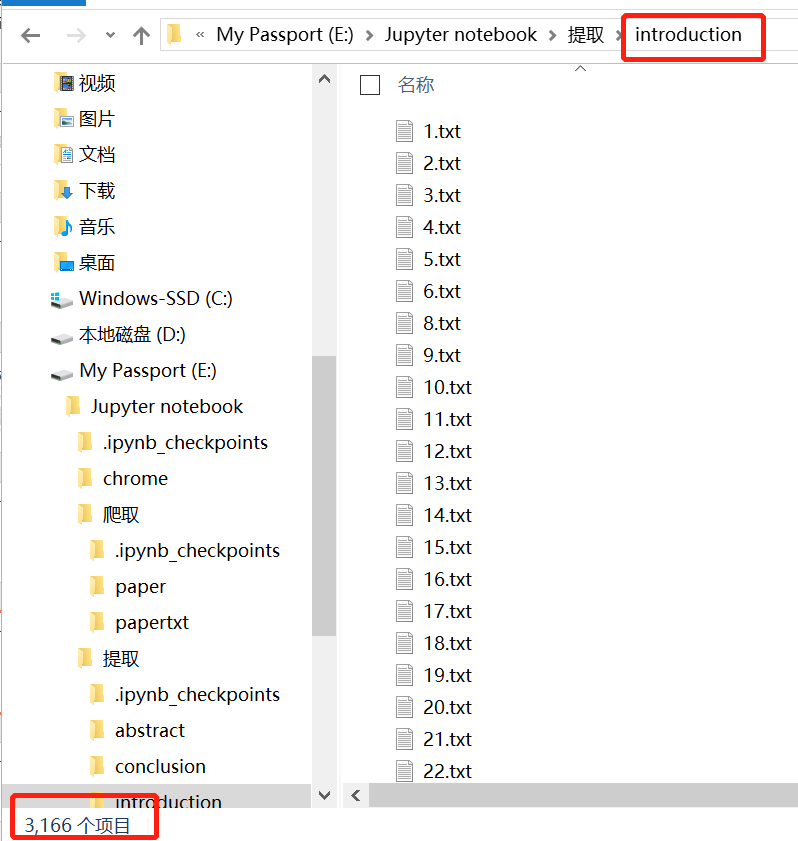 « My Passport (E:) > Jupyter notebook > 提取 > introduction
视频
图片
文档
下载
音乐
桌面
Windows-SSD (C:)
本地磁盘 (D:)
My Passport (E:)
Jupyter notebook
.ipynb_checkpoints
chrome
爬取
.ipynb_checkpoints
paper
papertxt
提取
.ipynb_checkpoints
abstract
conclusion
introduction
名称
1.txt
2.txt
3.txt
4.txt
5.txt
6.txt
8.txt
9.txt
10.txt
11.txt
12.txt
13.txt
14.txt
15.txt
16.txt
17.txt
18.txt
19.txt
20.txt
21.txt
22.txt
3,166 个项目